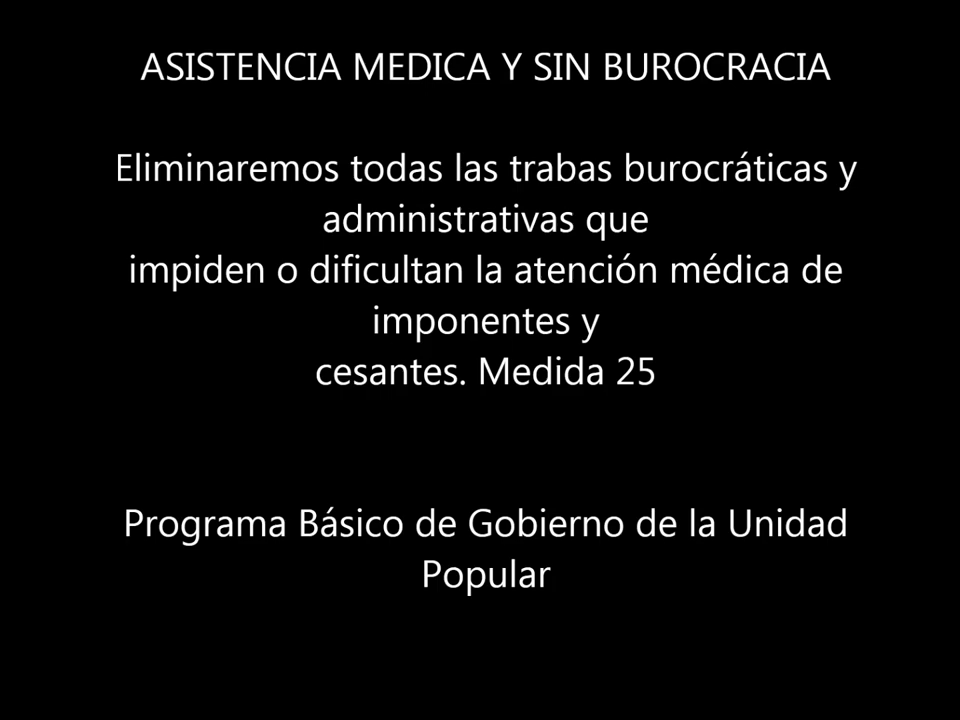 ASISTENCIA MEDICA Y SIN BUROCRACIA
Eliminaremos todas las trabas burocráticas y
administrativas que
impiden o dificultan la atención médica de
imponentes y
cesantes. Medida 25
Programa Básico de Gobierno de la Unidad
Popular